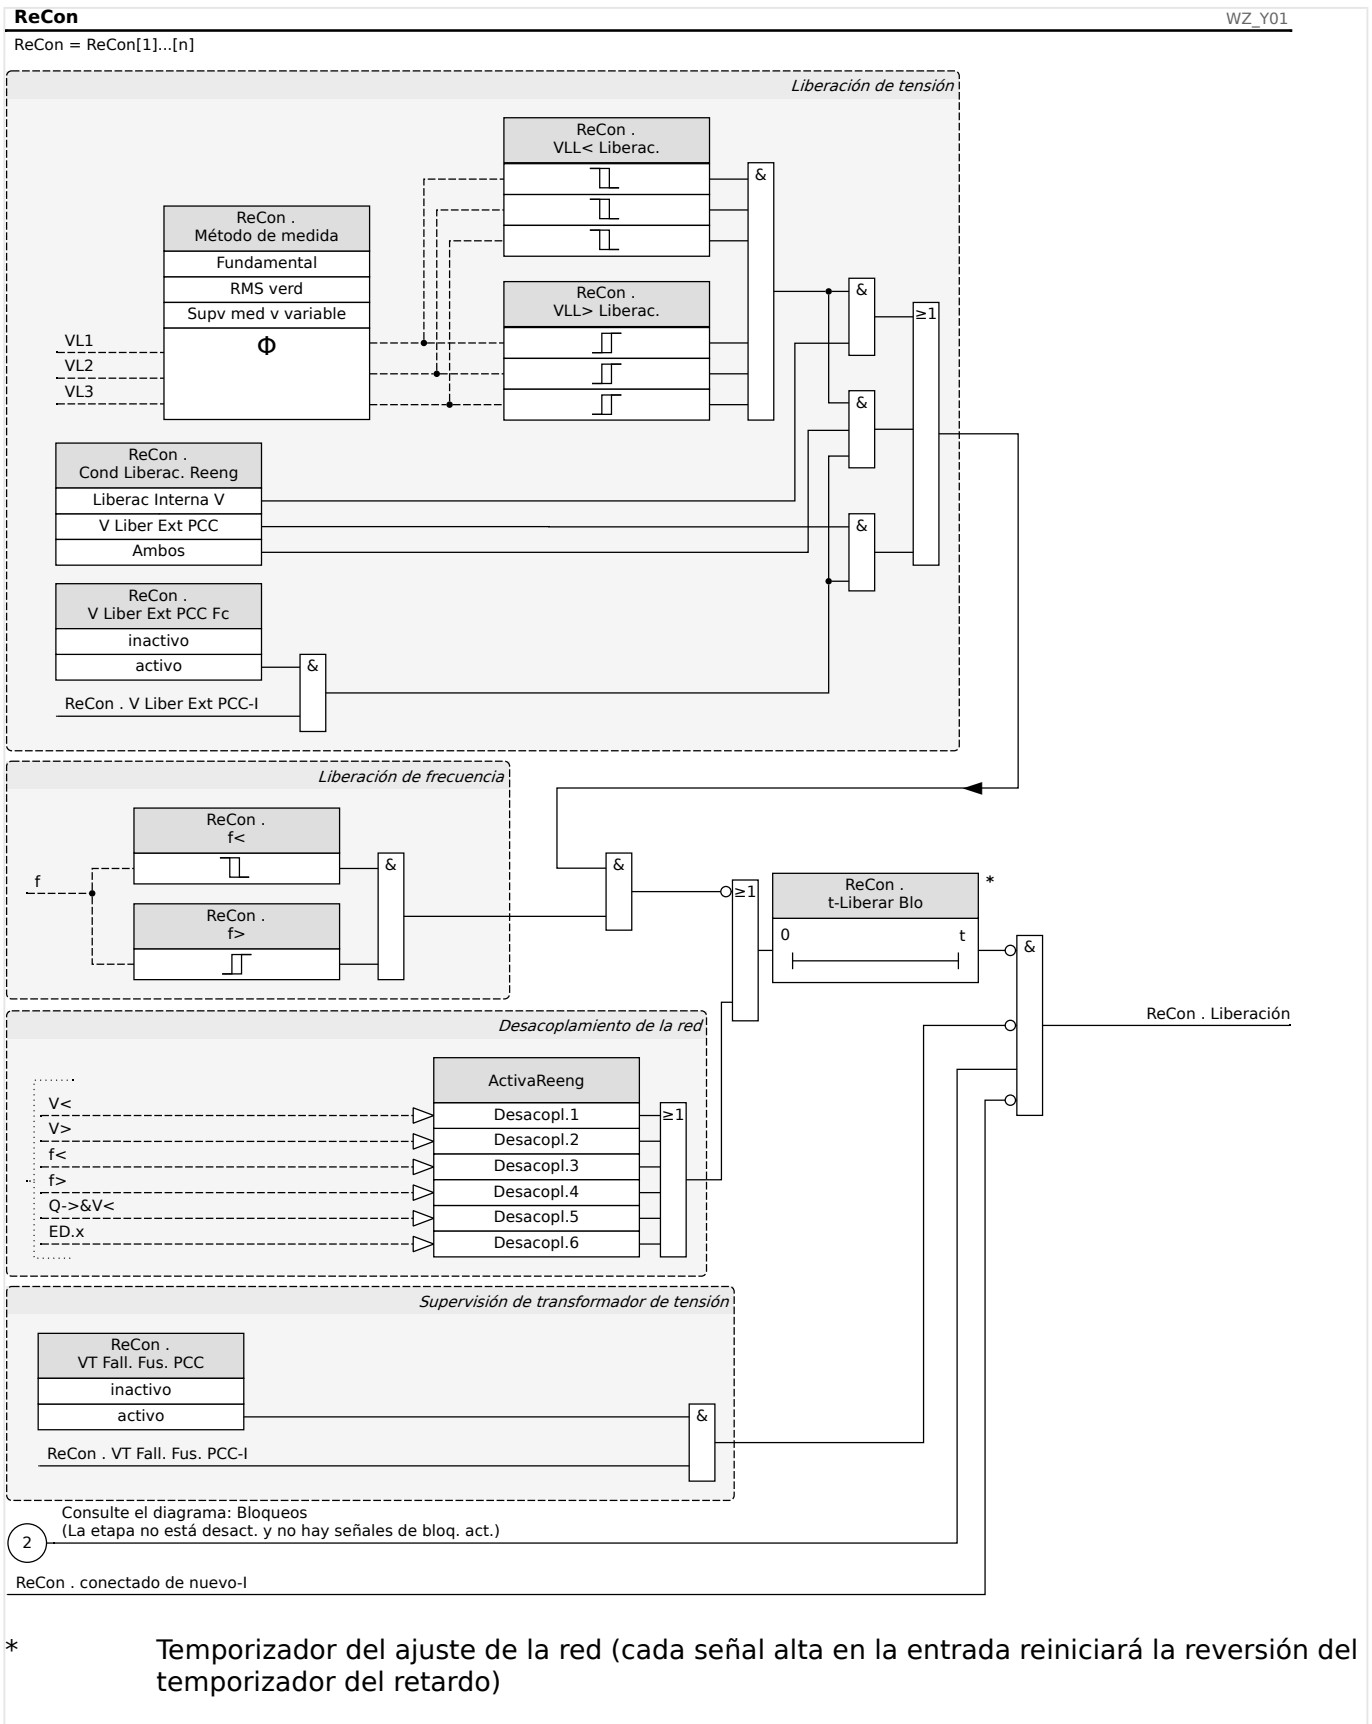 ReCon
WZ_Y01
ReCon = ReCon[1]...[n]
Liberación de tensión
ReCon .
VLL< Liberac.
&
ReCon .
Método de medida
Fundamental
RMS verd
Supv med v variable
Φ
VL1
VL2
VL3
ReCon .
VLL> Liberac.
&
≥1
&
ReCon .
Cond Liberac. Reeng
Liberac Interna V
V Liber Ext PCC
Ambos
&
ReCon .
V Liber Ext PCC Fc
inactivo
activo
&
ReCon . V Liber Ext PCC-I
Liberación de frecuencia
ReCon .
f<
&
f
ReCon .
f>
&
≥1
ReCon .
t-Liberar Blo
*
0
t
&
ReCon . Liberación
Desacoplamiento de la red
ActivaReeng
V<
Desacopl.1
≥1
V>
Desacopl.2
f<
Desacopl.3
f>
Desacopl.4
Q->&V<
Desacopl.5
ED.x
Desacopl.6
Supervisión de transformador de tensión
ReCon .
VT Fall. Fus. PCC
inactivo
activo
&
ReCon . VT Fall. Fus. PCC-I
Consulte el diagrama: Bloqueos
(La etapa no está desact. y no hay señales de bloq. act.)
2
ReCon . conectado de nuevo-I
* Temporizador del ajuste de la red (cada señal alta en la entrada reiniciará la reversión del
temporizador del retardo)